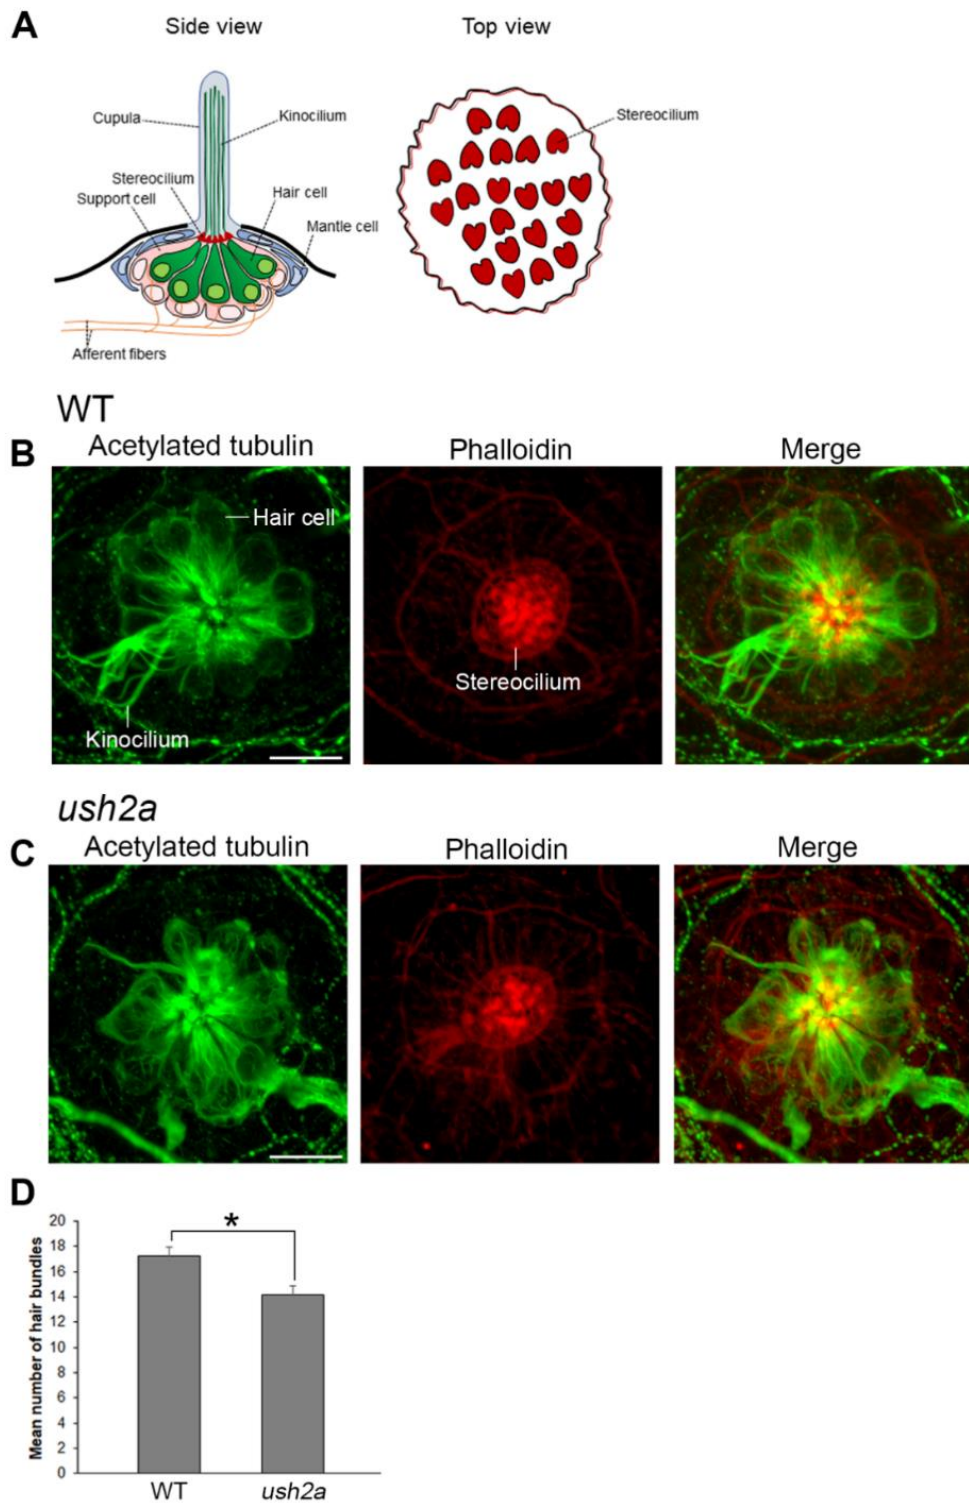 A
Side view
Top view
Cupula
Kinocilium
Stereocilium
Stereocilium
Support cell
Hair cell
Mantle cell
Afferent fibers
WT
B
Acetylated tubulin
Phalloidin
Merge
Hair cell
Stereocilium
Kinocilium
ush2a
C
Acetylated tubulin
Phalloidin
Merge
D
Mean number of hair bundles
20
18
16
14
12
10
8
6
4
2
0
*
WT
ush2a